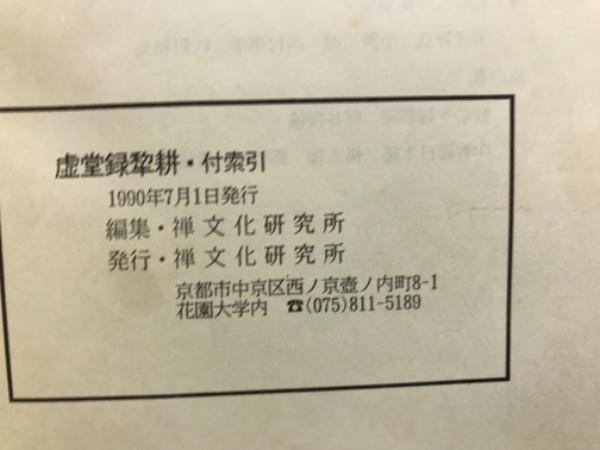 虚堂録犂耕・付索引
1990年7月1日発行
編集・禅文化研究所
発行・禅文化研究所
京都市中京区西ノ京壺ノ内町8-1
花園大学内 ☎(075)811-5189